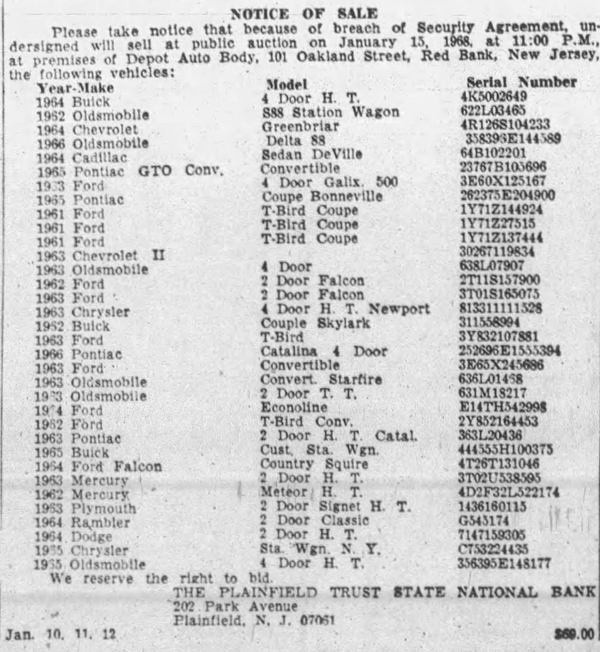 NOTICE OF SALE
Please take notice that because of breach of Security Agreement, un-
dersigned will sell at public auction on January 15, 1968, at 11:00 P.M.,
at premises of Depot Auto Body, 101 Oakland Street, Red Bank, New Jersey,
the following vehicles:
Year-Make Model Serial Number
1964 Buick 4 Door H. T. 4K5002649
1962 Oldsmobile S88 Station Wagon 622L03465
1964 Chevrolet Greenbriar 4R126S104233
1966 Oldsmobile Delta 88 358396E144589
1964 Cadillac Sedan DeVille 64B102201
1965 Pontiac GTO Conv. Convertible 23767B105696
Ford 4 Door Galix. 500 3E60X125167
1965 Pontiac Coupe Bonneville 262375E204900
1961 Ford T-Bird Coupe 1Y71Z144924
1961 Ford T-Bird Coupe 1Y71Z27515
1961 Ford T-Bird Coupe 1Y71Z137444
1963 Chevrolet II 30267119834
1963 Oldsmobile 4 Door 638L07907
1962 Ford 2 Door Falcon 2T11S157900
1963 Ford 2 Door Falcon 3T01S165075
1963 Chrysler 4 Door H. T. Newport 813311111528
1962 Buick Couple Skylark 311558994
1963 Ford T-Bird 3Y832107881
1966 Pontiac Catalina 4 Door 252696E1555394
1963 Ford Convertible 3E65X245686
1963 Oldsmobile Convert. Starfire 636L01468
Oldsmobile 2 Door T. T. 631M18217
Ford Econoline E14TH542998
1962 Ford T-Bird Conv. 2Y852164453
1963 Pontiac 2 Door H. T. Catal. 363L20436
1965 Buick Cust. Sta. Wgn. 444555H100375
1964 Ford Falcon Country Squire 4T26T131046
1963 Mercury 2 Door H. T. 3T02U538595
1962 Mercury Meteor H. T. 4D2F32L522174
1963 Plymouth 2 Door Signet H. T. 1436160115
1964 Rambler 2 Door Classic G545174
1964 Dodge 2 Door H. T. 7147159305
Chrysler Sta. Wgn. N. Y. C753224435
Oldsmobile 4 Door H. T. 356395E148177
We reserve the right to bid.
THE PLAINFIELD TRUST STATE NATIONAL BANK
202 Park Avenue
Plainfield, N. J. 07061
Jan. 10, 11, 12 $69.00